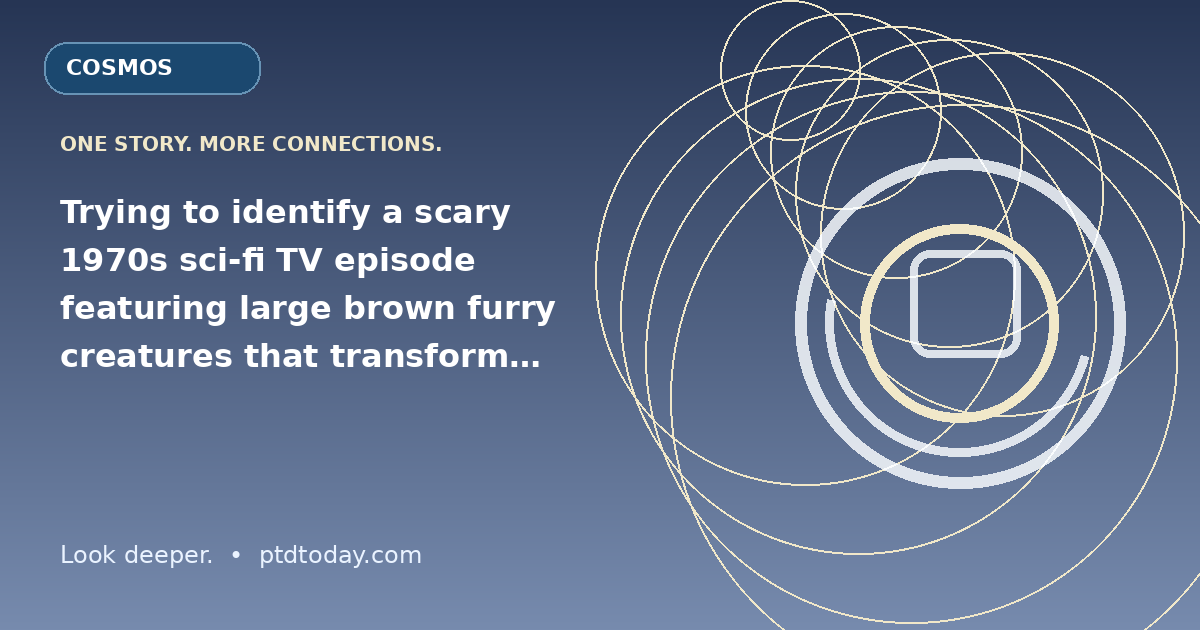 COSMOS
ONE STORY. MORE CONNECTIONS.
Trying to identify a scary
1970s sci-fi TV episode
featuring large brown furry
creatures that transform...
Look deeper. • ptdtoday.com